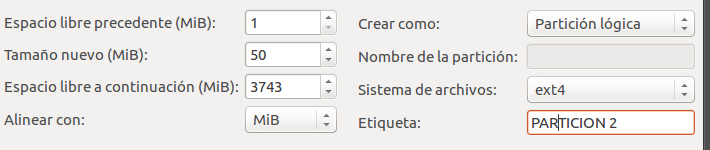 Espacio libre precedente (MiB): 1
Crear como: Partición lógica
Tamaño nuevo (MiB): 50
Nombre de la partición:
Espacio libre a continuación (MiB): 3743
Sistema de archivos: ext4
Alinear con: MiB
Etiqueta: PARTICION 2